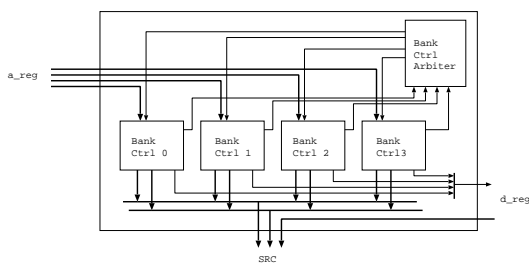 Bank
Ctrl
Arbiter
a_reg
Bank
Ctrl 0
Bank
Ctrl 1
Bank
Ctrl 2
Bank
Ctrl3
d_reg
SRC